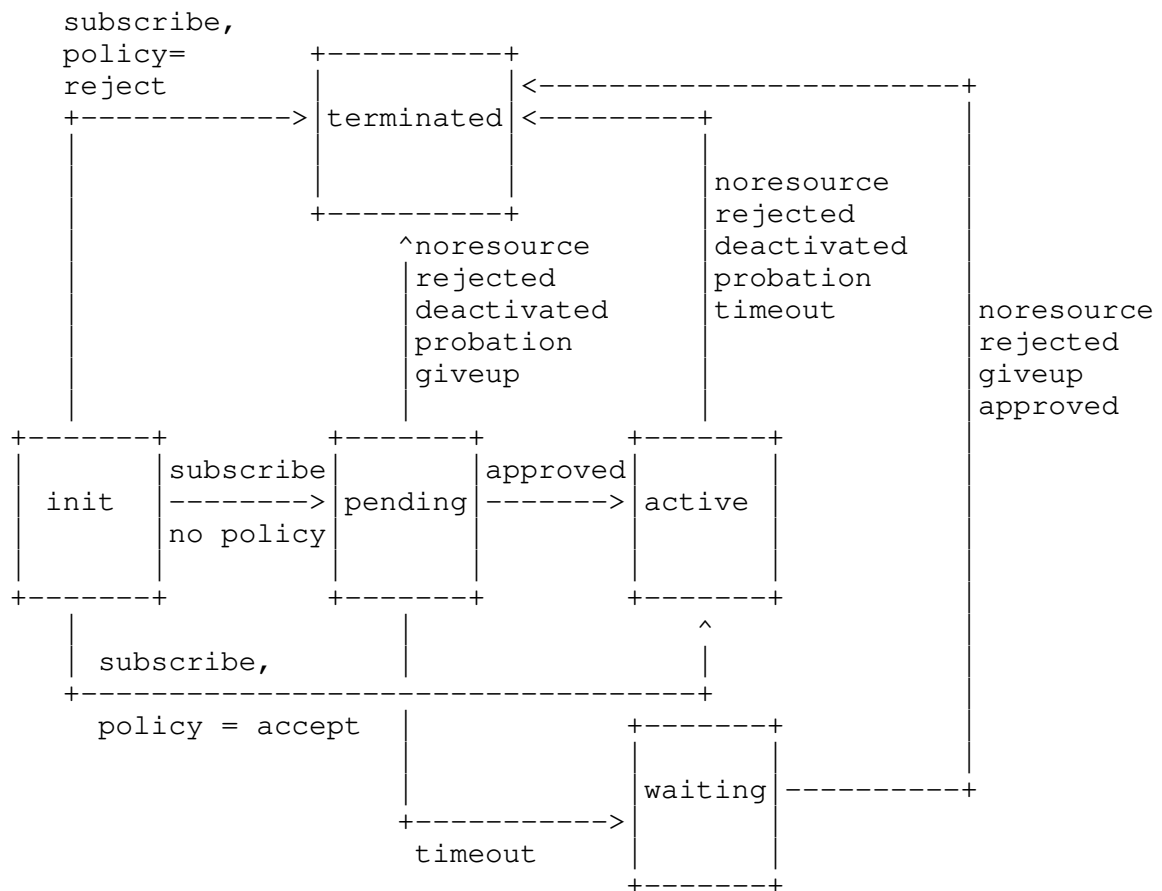 subscribe,
policy=
reject
terminated
noresource
rejected
deactivated
probation
timeout
noresource
rejected
deactivated
probation
giveup
noresource
rejected
giveup
approved
subscribe
approved
init
pending
active
no policy
subscribe,
policy = accept
waiting
timeout